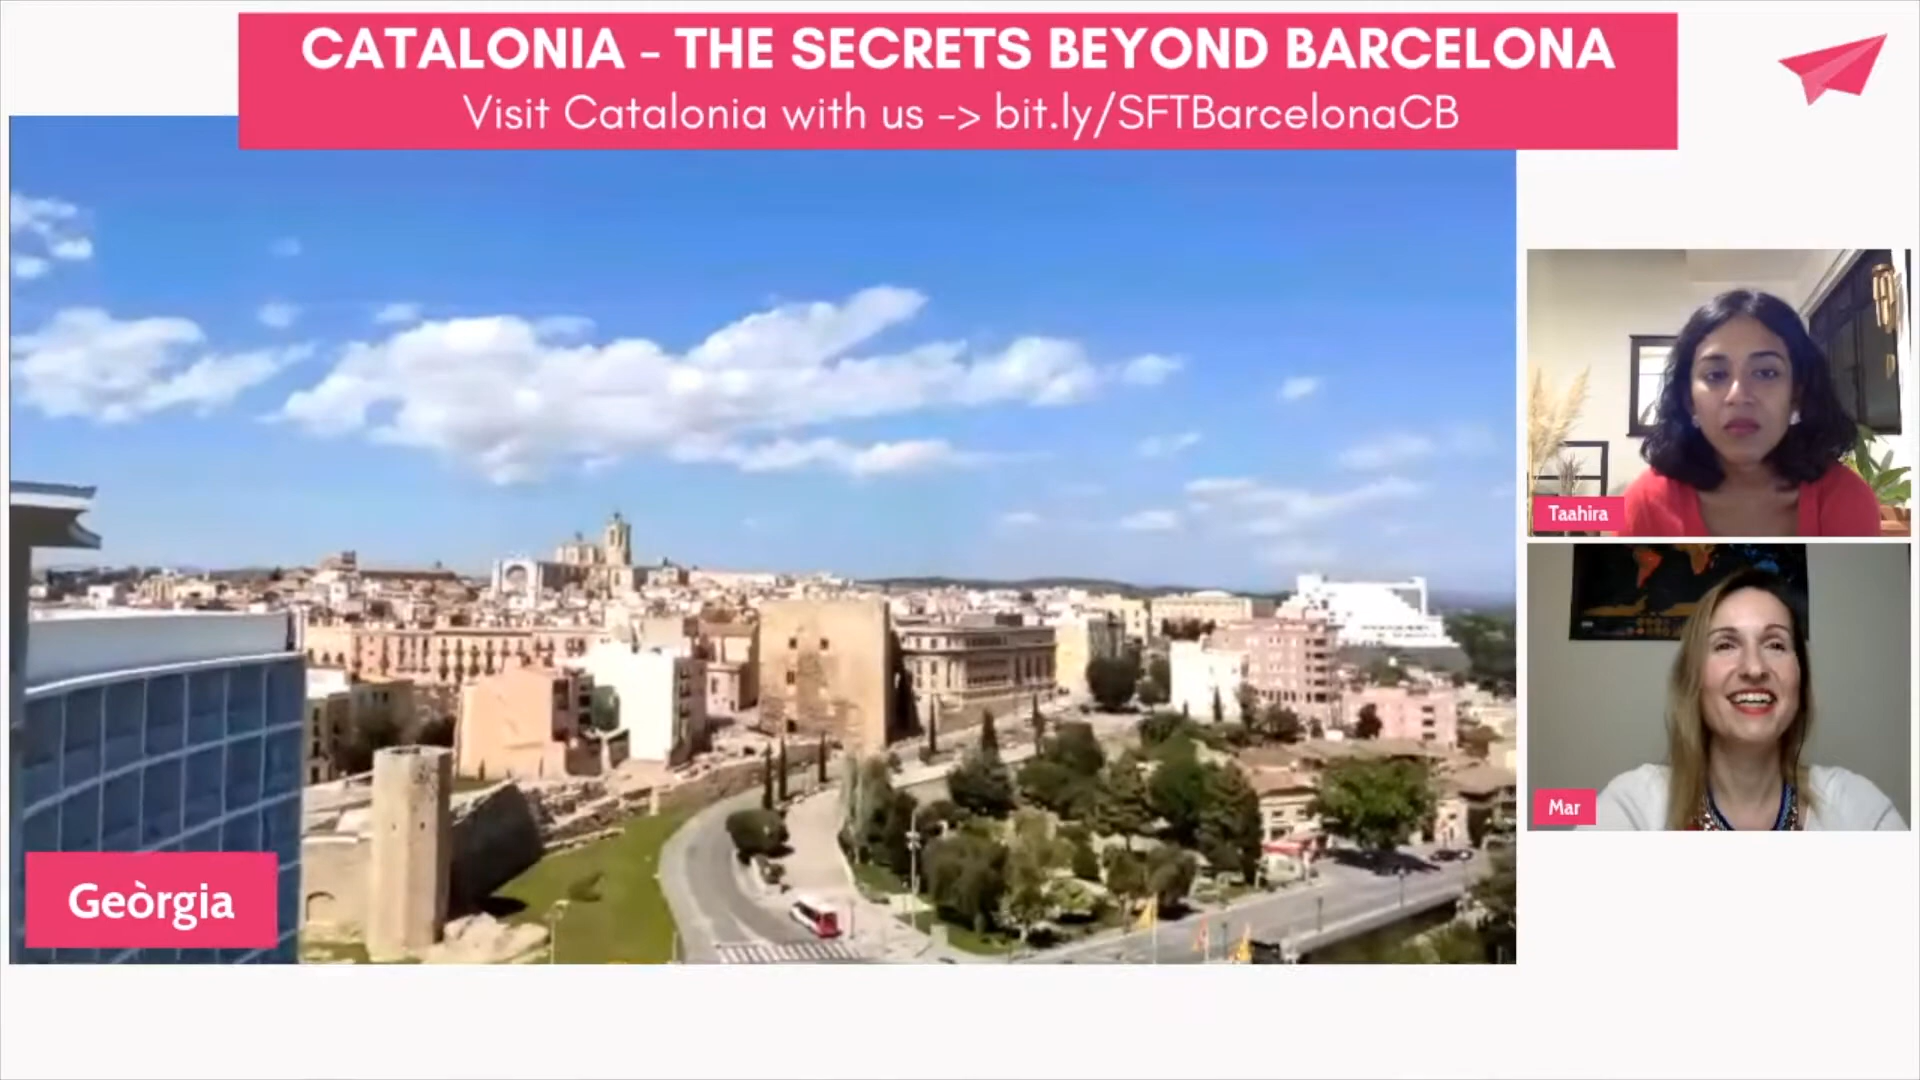 CATALONIA - THE SECRETS BEYOND BARCELONA
Visit Catalonia with us -> bit.ly/SFTBarcelonaCB
Taahira
Mar
Geòrgia